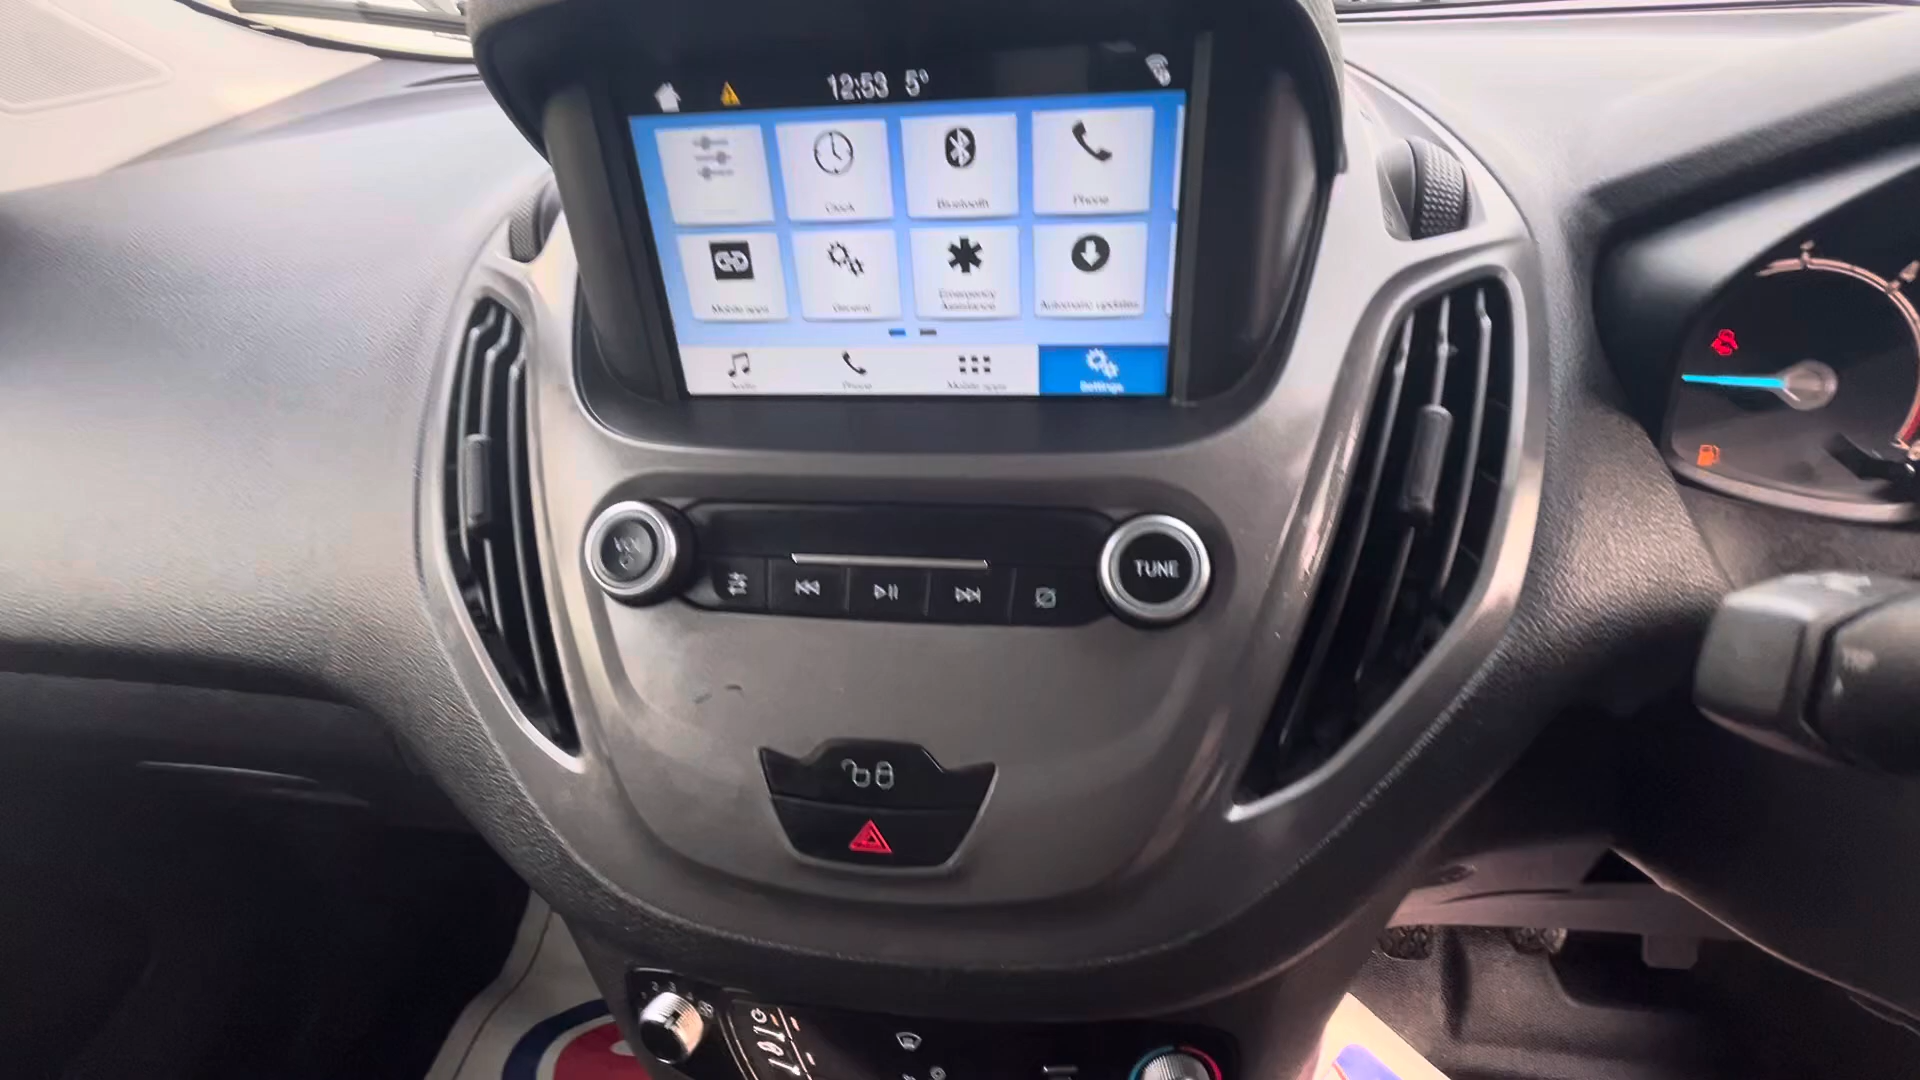 12:53 5°
Clock
Bluetooth
Phone
Mobile apps
General
Emergency
Assistance
Automatic updates
Audio
Phone
Mobile apps
Settings
VOL
TUNE